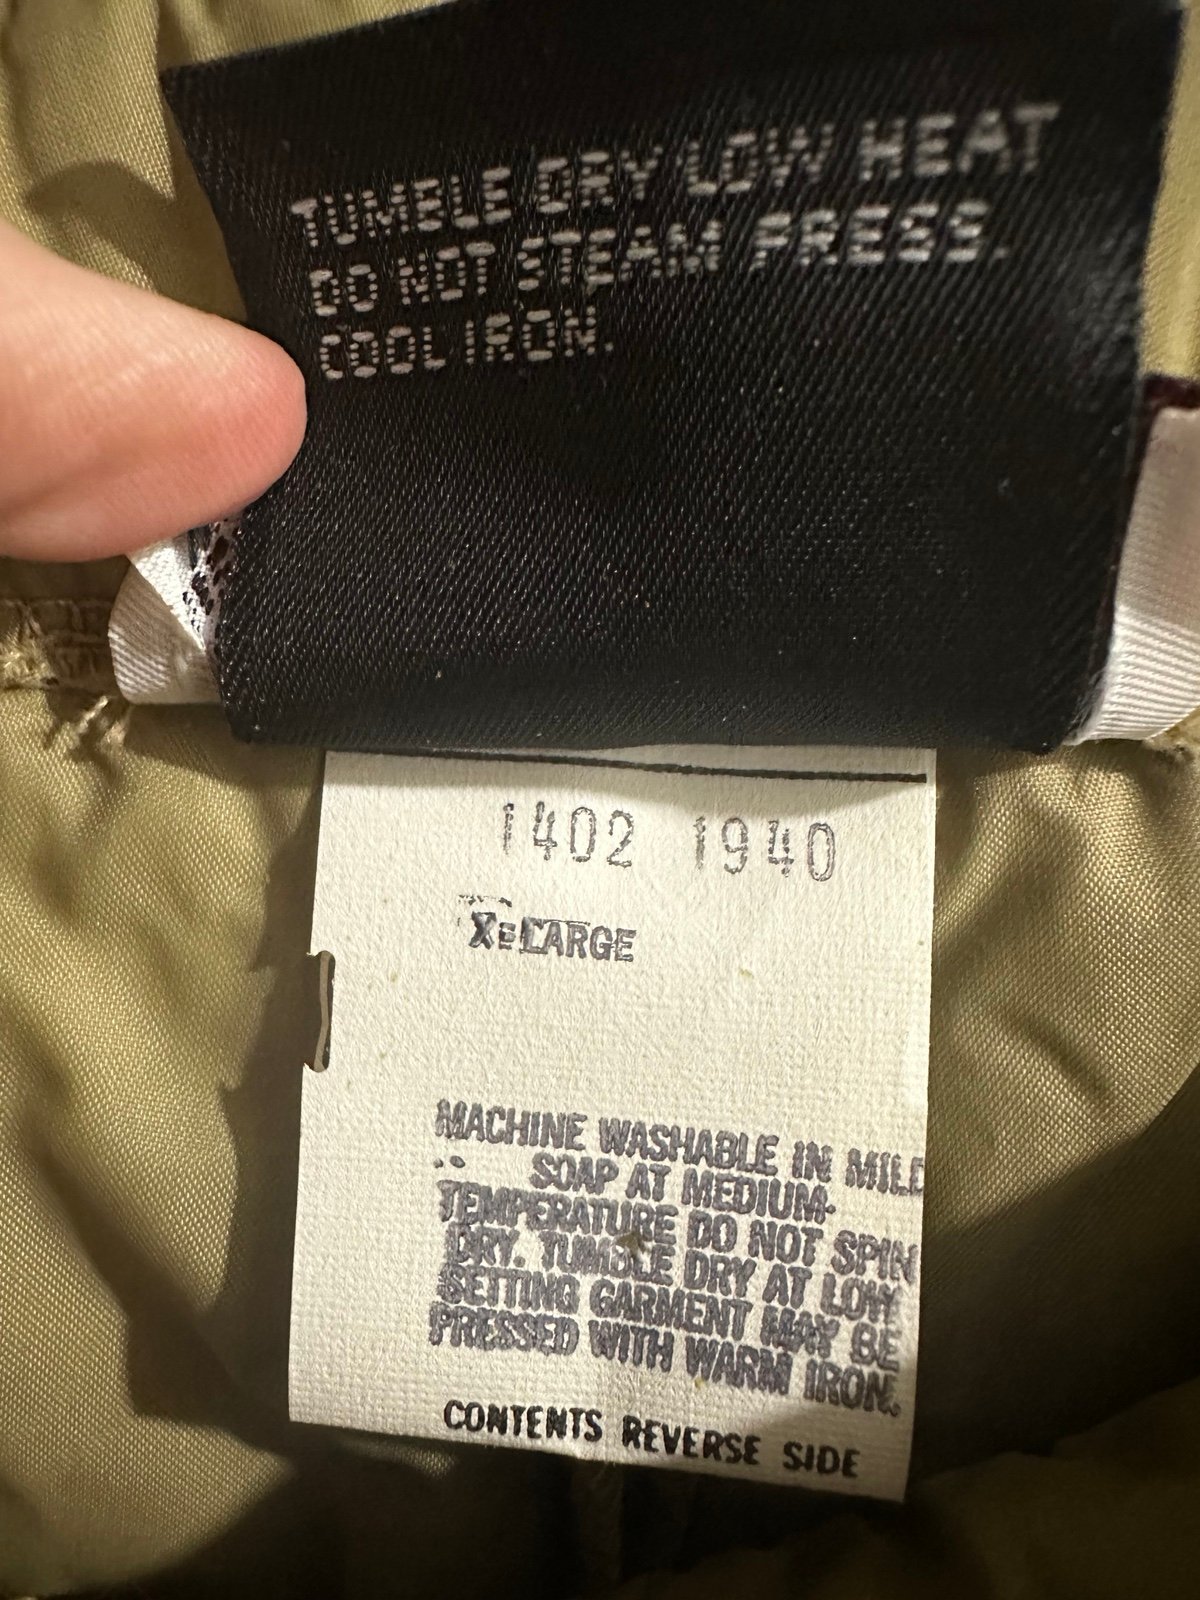 TUMBLE DRY LOW HEAT
DO NOT STEAM PRESS.
COOL IRON.
1402 1940
X-LARGE
MACHINE WASHABLE IN MILD
SOAP AT MEDIUM
TEMPERATURE DO NOT SPIN
DRY. TUMBLE DRY AT LOW
SETTING GARMENT MAY BE
PRESSED WITH WARM IRON.
CONTENTS REVERSE SIDE